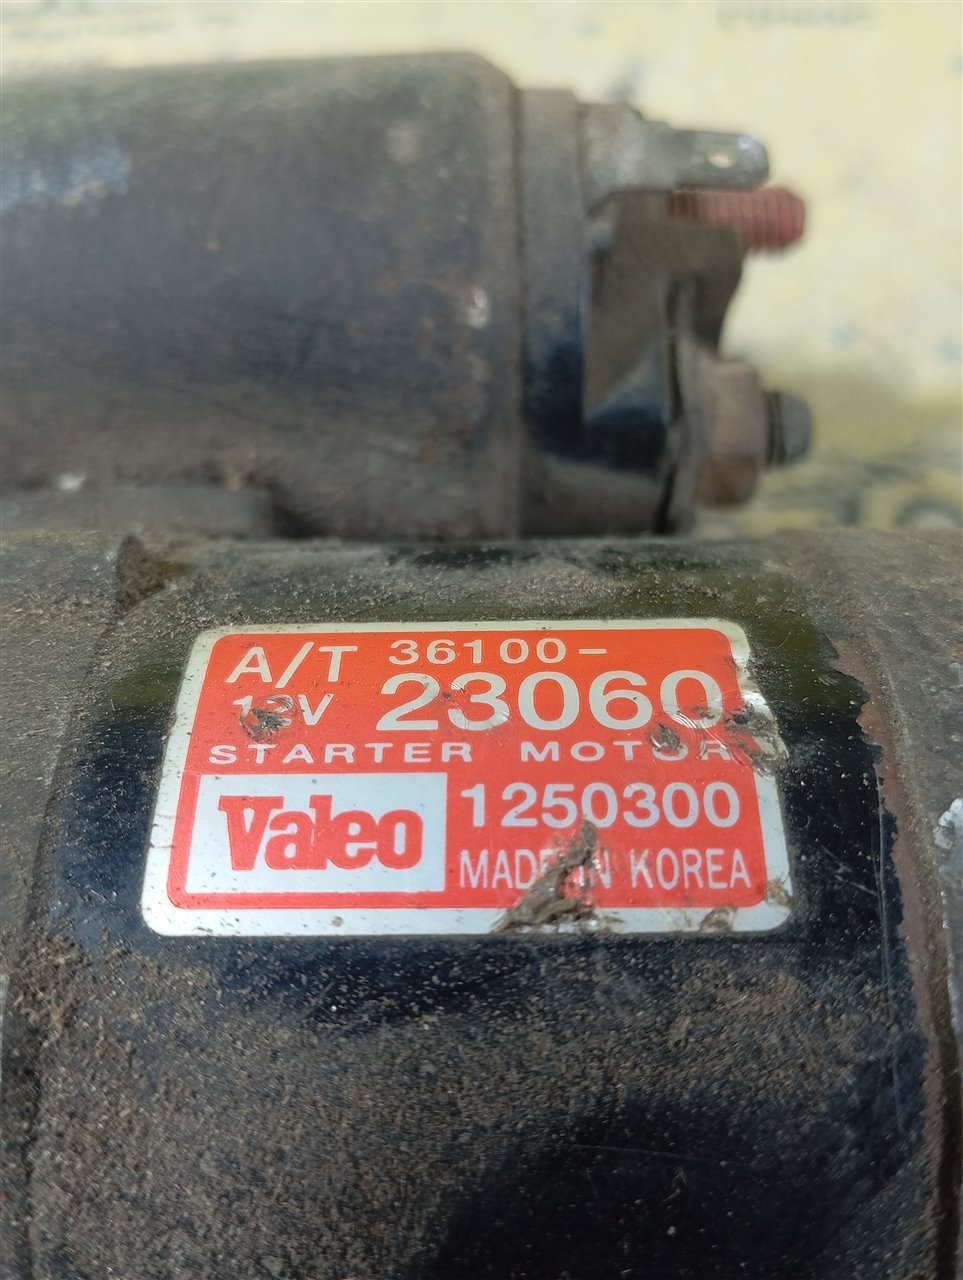 A/T 36100-
12V 23060
STARTER MOTOR
Valeo 1250300
MADE IN KOREA